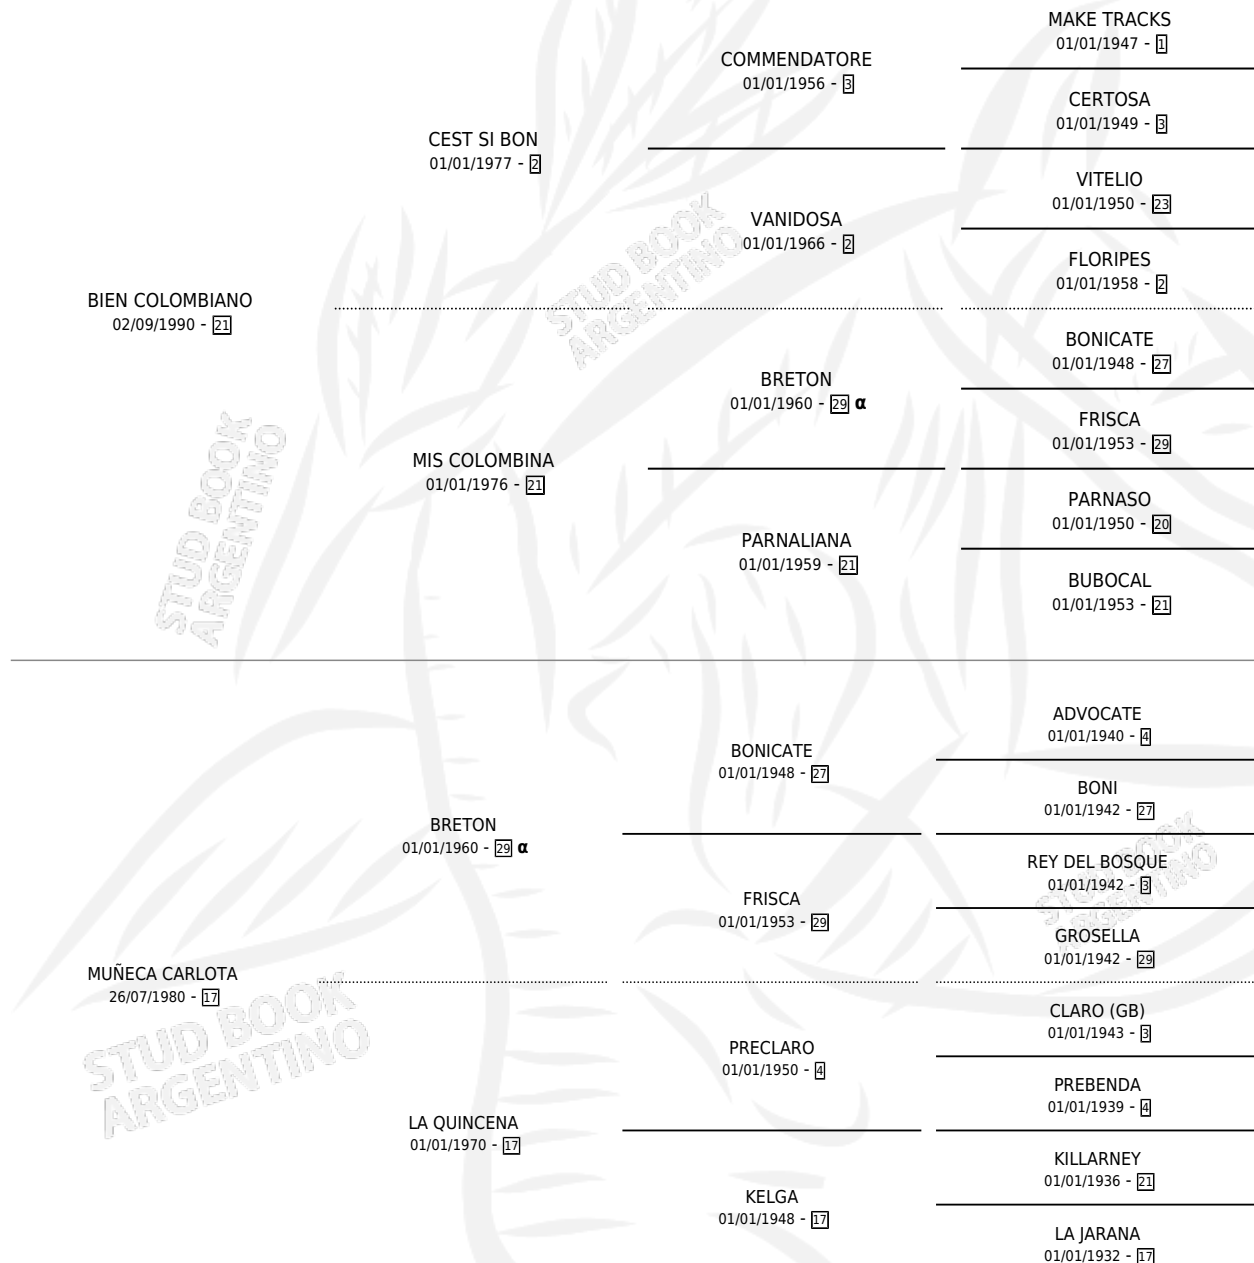 MAKE TRACKS
01/01/1947 - 1
COMMENDATORE
01/01/1956 - 3
CERTOSA
01/01/1949 - 3
CEST SI BON
01/01/1977 - 2
VITELIO
01/01/1950 - 23
VANIDOSA
01/01/1966 - 2
FLORIPES
01/01/1958 - 2
BIEN COLOMBIANO
02/09/1990 - 21
BONICATE
01/01/1948 - 27
BRETON
01/01/1960 - 29 α
FRISCA
01/01/1953 - 29
MIS COLOMBINA
01/01/1976 - 21
PARNASO
01/01/1950 - 20
PARNALIANA
01/01/1959 - 21
BUBOCAL
01/01/1953 - 21
STUD BOOK
ARGENTINO
STUD BOOK
ARGENTINO
ADVOCATE
01/01/1940 - 4
BONICATE
01/01/1948 - 27
BONI
01/01/1942 - 27
BRETON
01/01/1960 - 29 α
REY DEL BOSQUE
01/01/1942 - 3
FRISCA
01/01/1953 - 29
GROSELLA
01/01/1942 - 29
MUÑECA CARLOTA
26/07/1980 - 17
CLARO (GB)
01/01/1943 - 3
PRECLARO
01/01/1950 - 4
PREBENDA
01/01/1939 - 4
LA QUINCENA
01/01/1970 - 17
KILLARNEY
01/01/1936 - 21
KELGA
01/01/1948 - 17
LA JARANA
01/01/1932 - 17
STUD BOOK
ARGENTINO
STUD BOOK
ARGENTINO